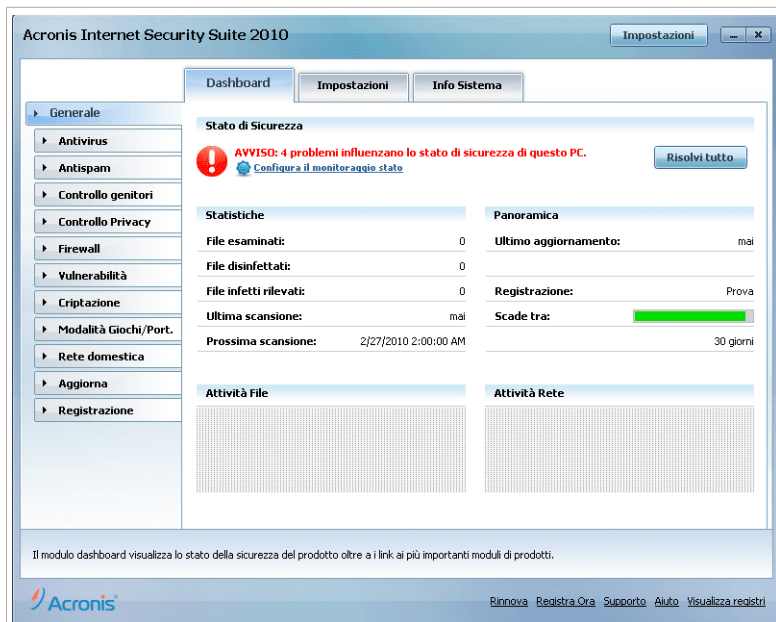 Acronis Internet Security Suite 2010
Impostazioni
Dashboard
Impostazioni
Info Sistema
Generale
Antivirus
Antispam
Controllo genitori
Controllo Privacy
Firewall
Vulnerabilità
Criptazione
Modalità Giochi/Port.
Rete domestica
Aggiorna
Registrazione
Stato di Sicurezza
AVVISO: 4 problemi influenzano lo stato di sicurezza di questo PC.
Configura il monitoraggio stato
Risolvi tutto
Statistiche
File esaminati: 0
File disinfettati: 0
File infetti rilevati: 0
Ultima scansione: mai
Prossima scansione: 2/27/2010 2:00:00 AM
Panoramica
Ultimo aggiornamento: mai
Registrazione: Prova
Scade tra:
30 giorni
Attività File
Attività Rete
Il modulo dashboard visualizza lo stato della sicurezza del prodotto oltre a i link ai più importanti moduli di prodotti.
Acronis
Rinnova Registra Ora Supporto Aiuto Visualizza registri